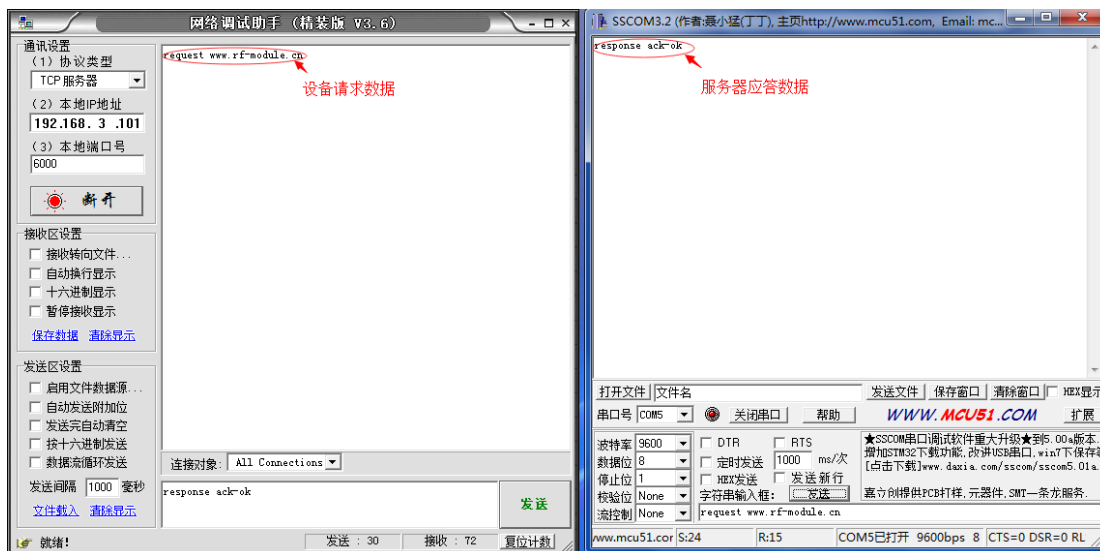 网络调试助手 (精装版 V3.6)
通讯设置
(1) 协议类型
TCP 服务器
(2) 本地IP地址
192.168. 3 .101
(3) 本地端口号
6000
断开
接收区设置
接收转向文件...
自动换行显示
十六进制显示
暂停接收显示
保存数据 清除显示
发送区设置
启用文件数据源...
自动发送附加位
发送完自动清空
按十六进制发送
数据流循环发送
发送间隔 1000 毫秒
文件载入 清除显示
request www.rf-module.cn
设备请求数据
连接对象: All Connections
response ack-ok
发送
就绪!
发送 : 30
接收 : 72
复位计数
SSCOM3.2 (作者:聂小猛(丁丁), 主页http://www.mcu51.com, Email: mc...
response ack-ok
服务器应答数据
打开文件 文件名 发送文件 保存窗口 清除窗口 HEX显示
串口号 COM5 关闭串口 帮助 WWW.MCU51.COM 扩展
波特率 9600 DTR RTS
数据位 8 定时发送 1000 ms/次
停止位 1 HEX发送 发送新行
校验位 None 字符串输入框: 发送
流控制 None request www.rf-module.cn
★SSCOM串口调试软件重大升级★到5.00a版本.
增加STM32下载功能,改讲USB串口,win7下保存
[点击下载]www.daxia.com/sscom/sscom5.01a.
嘉立创提供PCB打样,元器件,SMT一条龙服务.
www.mcu51.cor S:24 R:15 COM5已打开 9600bps 8 CTS=0 DSR=0 RL